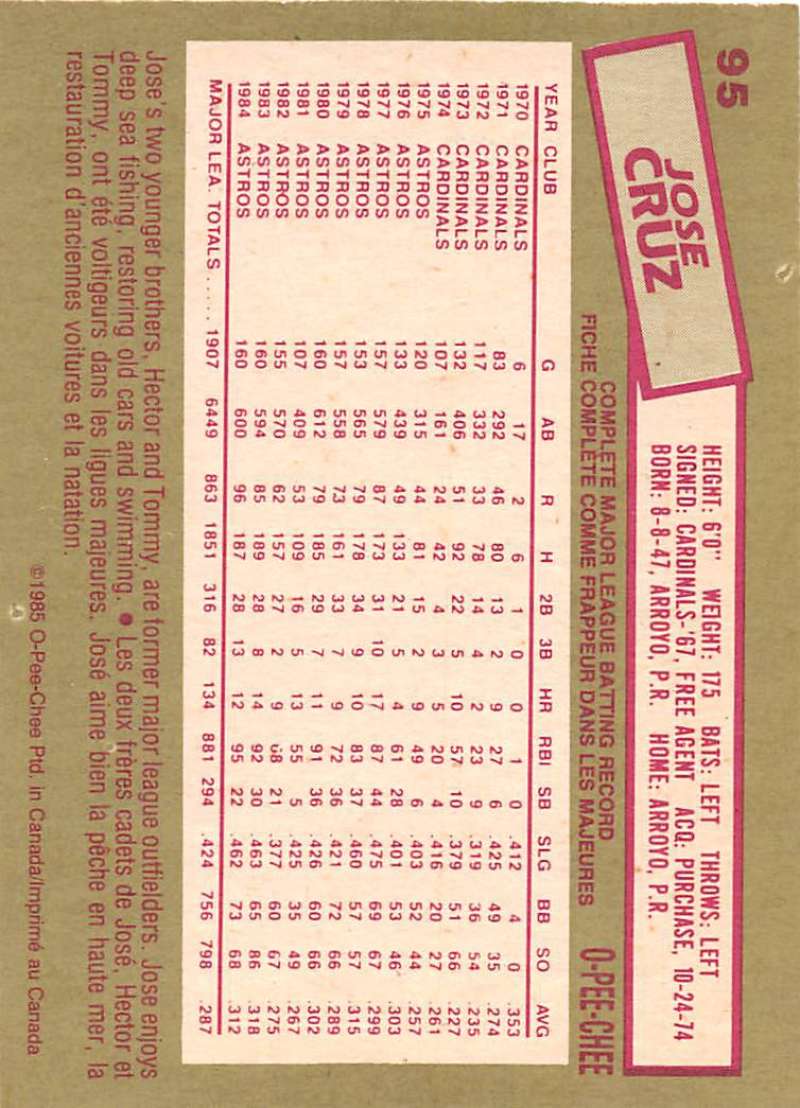 95
JOSE
CRUZ
HEIGHT: 6'0" WEIGHT: 175 BATS: LEFT THROWS: LEFT
SIGNED: CARDINALS-'67, FREE AGENT ACQ: PURCHASE, 10-24-74
BORN: 8-8-47, ARROYO, P.R. HOME: ARROYO, P.R.
COMPLETE MAJOR LEAGUE BATTING RECORD
FICHE COMPLÈTE COMME FRAPPEUR DANS LES MAJEURES
O-PEE-CHEE
YEAR CLUB G AB R H 2B 3B HR RBI SB SLG BB SO AVG
1970 CARDINALS 6 17 2 6 1 0 0 1 0 .412 4 0 .353
1971 CARDINALS 83 292 46 80 13 2 9 27 6 .425 49 35 .274
1972 CARDINALS 117 332 33 78 14 4 2 23 9 .319 36 54 .235
1973 CARDINALS 132 406 51 92 22 5 10 57 10 .379 51 66 .227
1974 CARDINALS 107 161 24 42 4 3 5 20 4 .416 20 27 .261
1975 ASTROS 120 315 44 81 15 2 9 49 6 .403 52 44 .257
1976 ASTROS 133 439 49 133 21 5 4 61 28 .401 53 46 .303
1977 ASTROS 157 579 87 173 31 10 17 87 44 .475 69 67 .299
1978 ASTROS 153 565 79 178 34 9 10 83 37 .460 57 57 .315
1979 ASTROS 157 558 73 161 33 7 9 72 36 .421 72 66 .289
1980 ASTROS 160 612 79 185 29 7 11 91 36 .426 60 66 .302
1981 ASTROS 107 409 53 109 16 5 13 55 5 .425 35 49 .267
1982 ASTROS 155 570 62 157 27 2 9 68 21 .377 60 67 .275
1983 ASTROS 160 594 85 189 28 8 14 92 30 .463 65 86 .318
1984 ASTROS 160 600 96 187 28 13 12 95 22 .462 73 68 .312
MAJOR LEA. TOTALS..... 1907 6449 863 1851 316 82 134 881 294 .424 756 798 .287
Jose's two younger brothers, Hector and Tommy, are former major league outfielders. Jose enjoys
deep sea fishing, restoring old cars and swimming. ● Les deux frères cadets de José, Hector et
Tommy, ont été voltigeurs dans les ligues majeures. José aime bien la pêche en haute mer, la
restauration d'anciennes voitures et la natation.
©1985 O-Pee-Chee Ptd. in Canada/Imprimé au Canada